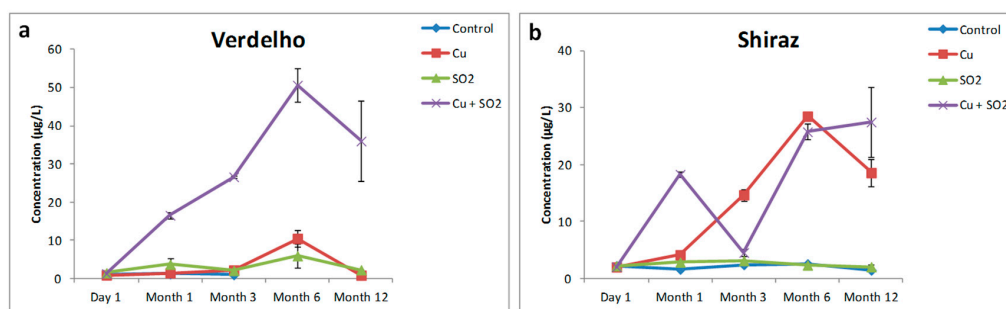 a
Verdelho
Concentration (µg/L)
60
50
40
30
20
10
0
Day 1 Month 1 Month 3 Month 6 Month 12
Control
Cu
SO2
Cu + SO2
b
Shiraz
Concentration (µg/L)
40
30
20
10
0
Day 1 Month 1 Month 3 Month 6 Month 12
Control
Cu
SO2
Cu + SO2